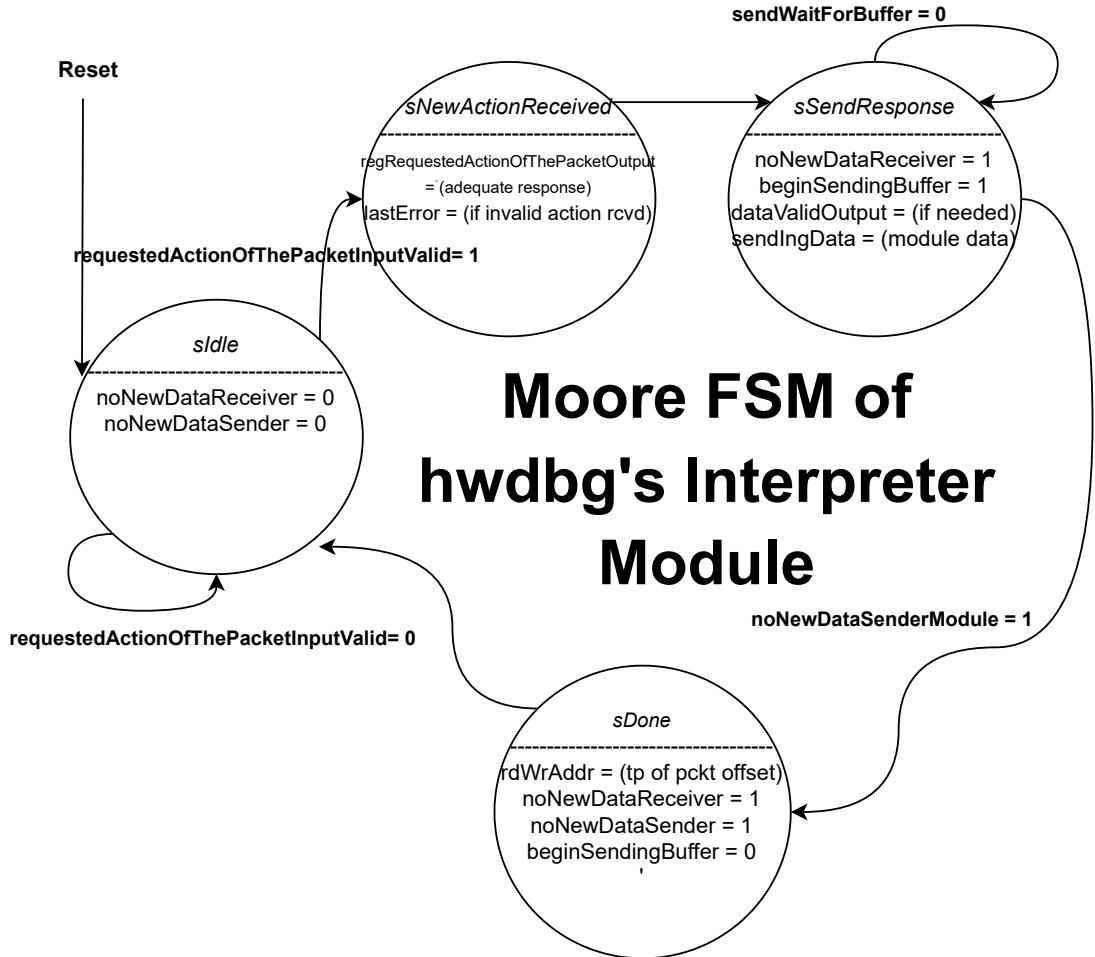 sendWaitForBuffer = 0
Reset
sNewActionReceived
regRequestedActionOfThePacketOutput
=´(adequate response)
lastError = (if invalid action rcvd)
sSendResponse
noNewDataReceiver = 1
beginSendingBuffer = 1
dataValidOutput = (if needed)
sendIngData = (module data)
requestedActionOfThePacketInputValid= 1
sIdle
noNewDataReceiver = 0
noNewDataSender = 0
Moore FSM of
hwdbg's Interpreter
Module
requestedActionOfThePacketInputValid= 0
noNewDataSenderModule = 1
sDone
rdWrAddr = (tp of pckt offset)
noNewDataReceiver = 1
noNewDataSender = 1
beginSendingBuffer = 0
'